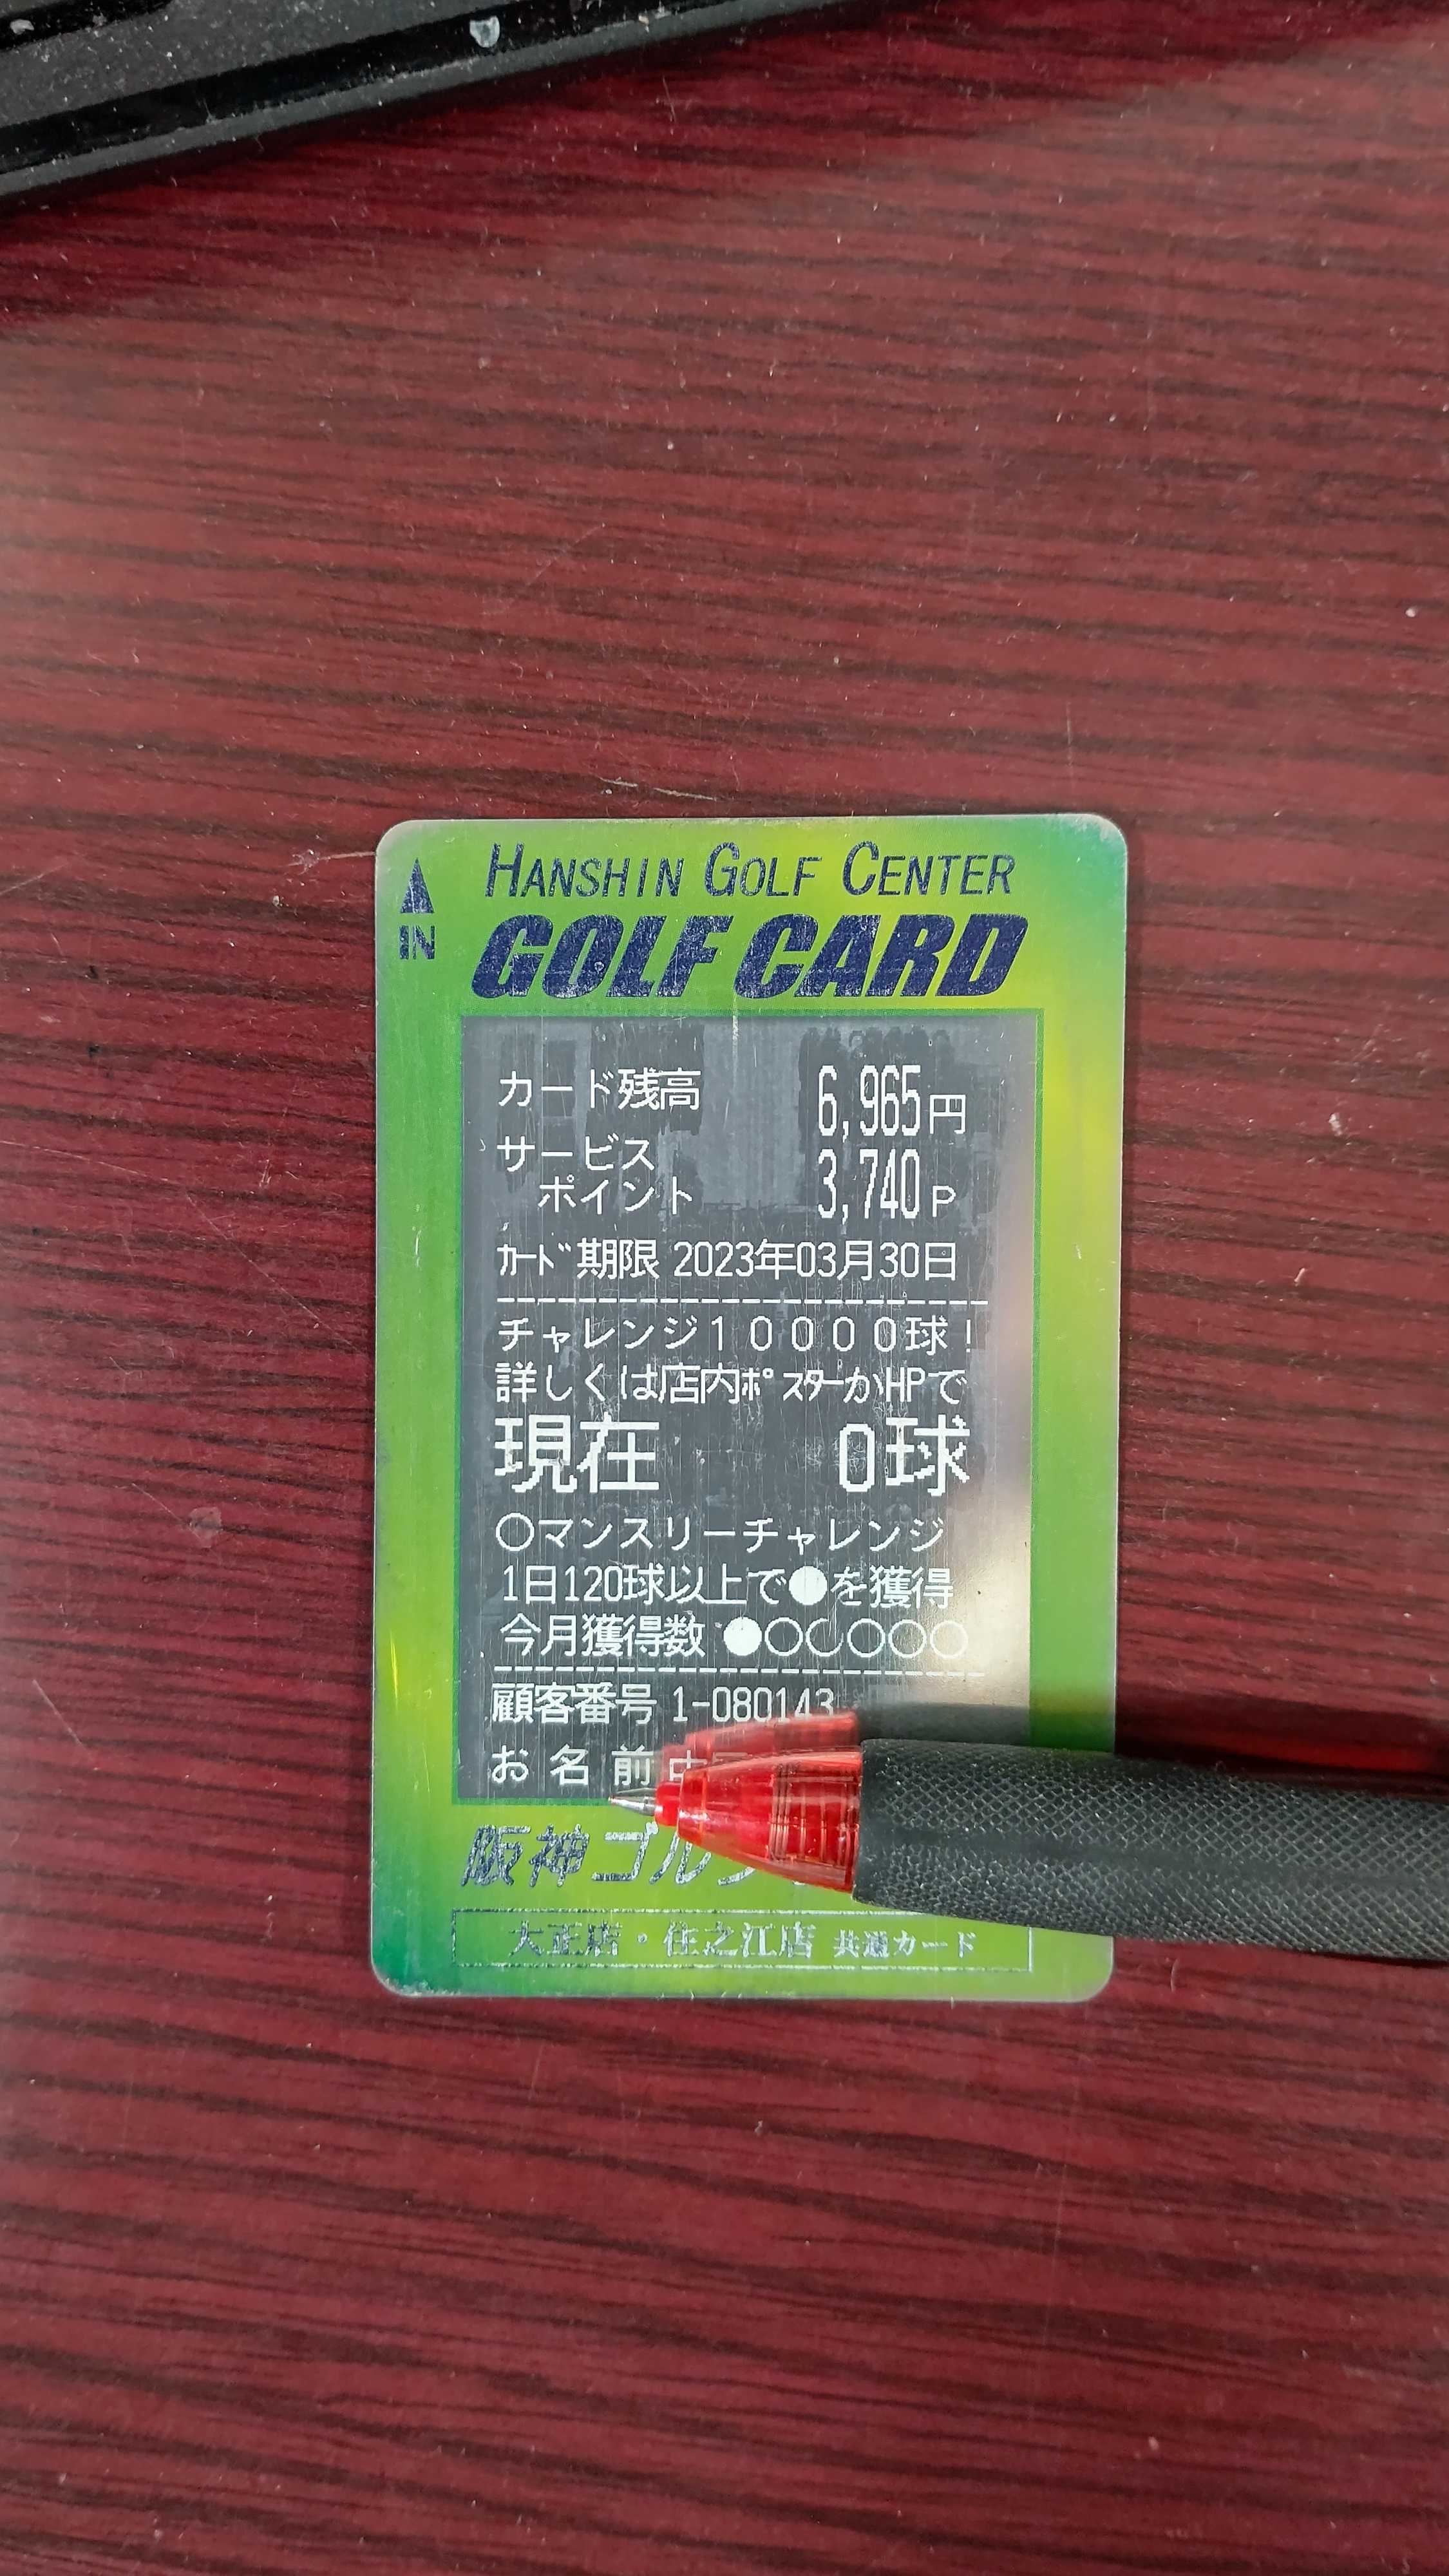 HANSHIN GOLF CENTER
IN
GOLF CARD
カード残高 6,965円
サービス
ポイント 3,740P
ｶｰﾄﾞ期限 2023年03月30日
チャレンジ10000球!
詳しくは店内ﾎﾟｽﾀｰかHPで
現在 0球
○マンスリーチャレンジ
1日120球以上で●を獲得
今月獲得数 ●○○○○○
顧客番号 1-080143
お名前
阪神ゴル
大正店・住之江店 共通カード